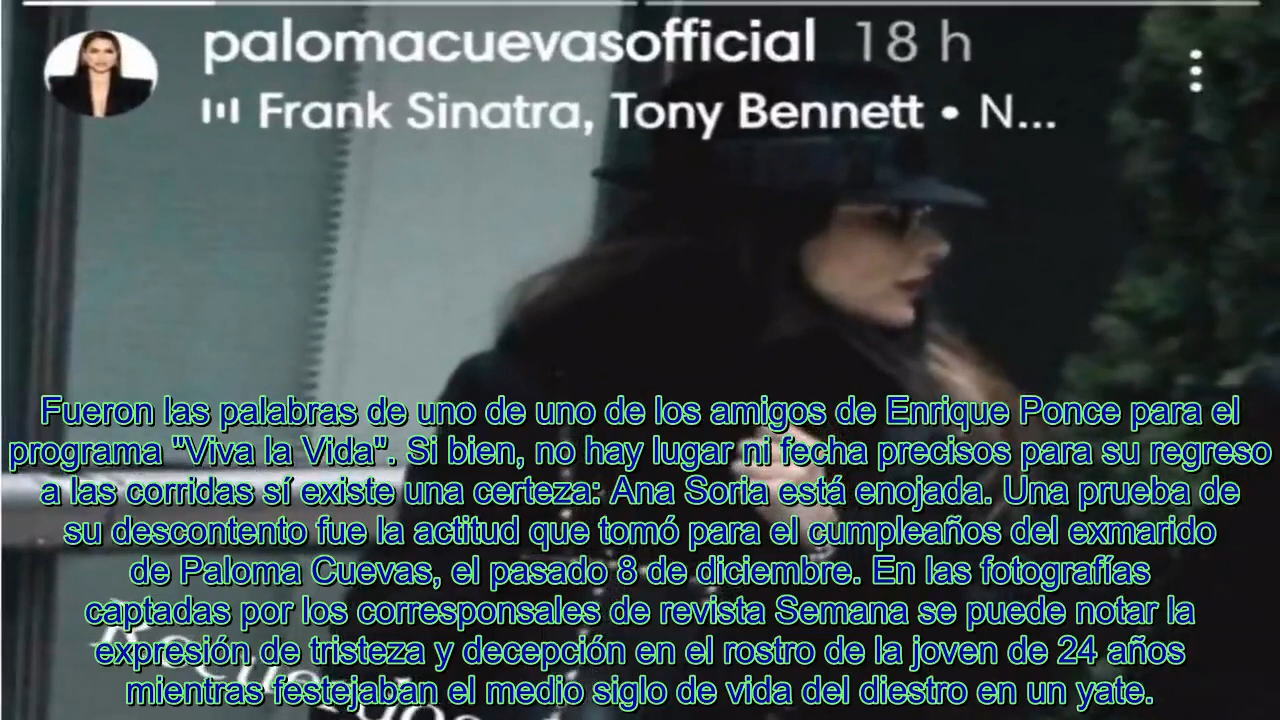 palomacuevasofficial 18 h
Frank Sinatra, Tony Bennett • N...
Fueron las palabras de uno de uno de los amigos de Enrique Ponce para el
programa "Viva la Vida". Si bien, no hay lugar ni fecha precisos para su regreso
a las corridas sí existe una certeza: Ana Soria está enojada. Una prueba de
su descontento fue la actitud que tomó para el cumpleaños del exmarido
de Paloma Cuevas, el pasado 8 de diciembre. En las fotografías
captadas por los corresponsales de revista Semana se puede notar la
expresión de tristeza y decepción en el rostro de la joven de 24 años
mientras festejaban el medio siglo de vida del diestro en un yate.